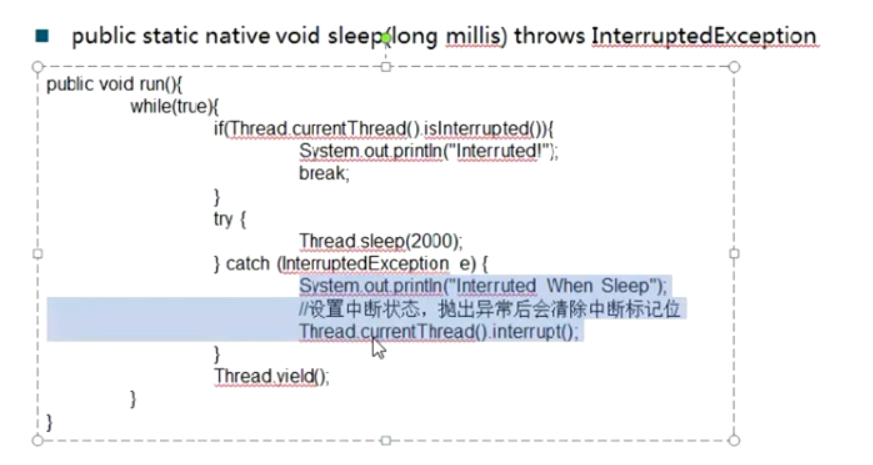 public static native void sleep(long millis) throws InterruptedException
public void run(){
while(true){
if(Thread.currentThread().isInterrupted()){
System.out.println("Interruted!");
break;
}
try {
Thread.sleep(2000);
} catch (InterruptedException e) {
System.out.println("Interruted When Sleep");
//设置中断状态，抛出异常后会清除中断标记位
Thread.currentThread().interrupt();
}
Thread.yield();
}
}